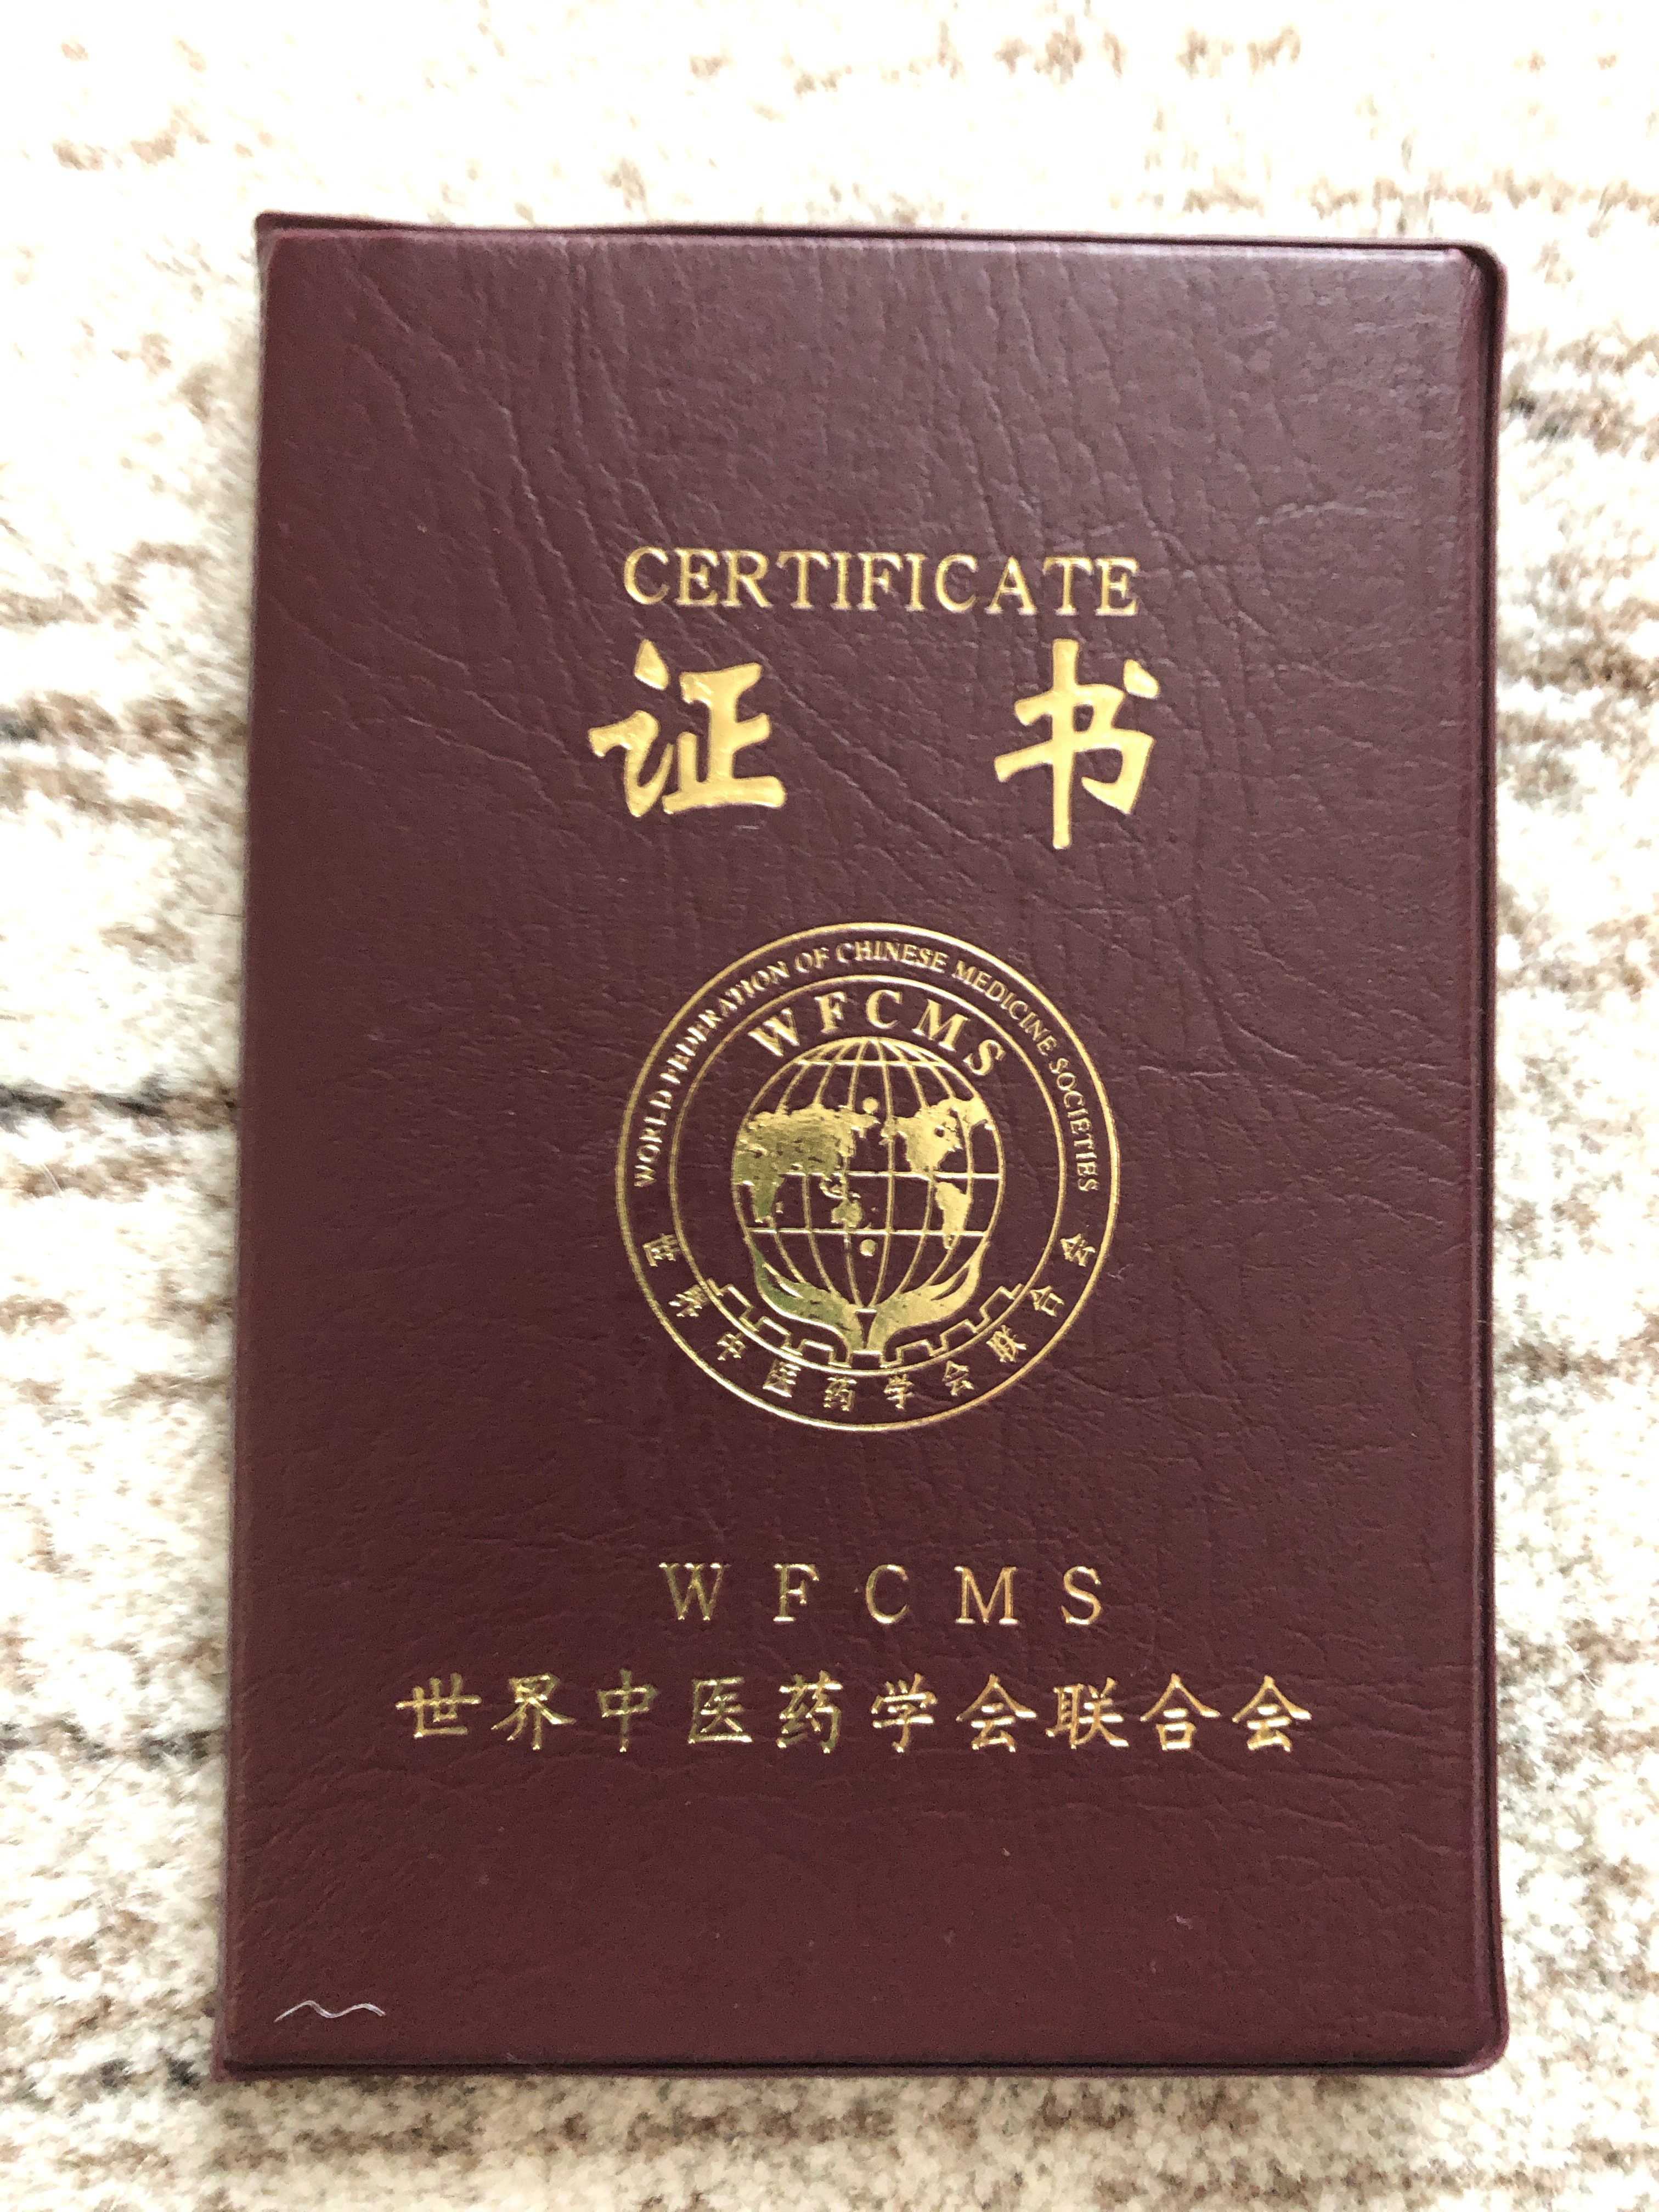 CERTIFICATE
证 书
WORLD FEDERATION OF CHINESE MEDICINE SOCIETIES
WFCMS
世界中医药学会联合会
WFCMS
世界中医药学会联合会